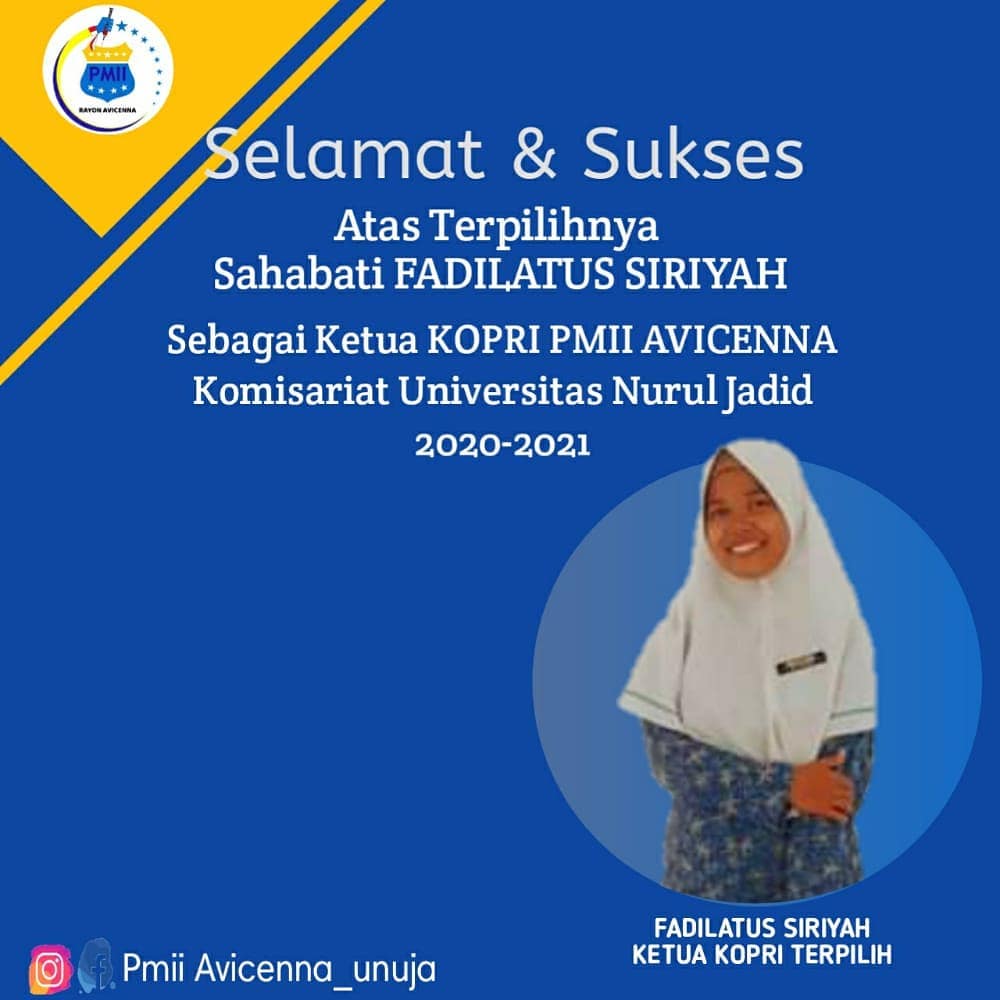 PMII
RAYON AVICENNA
Selamat & Sukses
Atas Terpilihnya
Sahabati FADILATUS SIRIYAH
Sebagai Ketua KOPRI PMII AVICENNA
Komisariat Universitas Nurul Jadid
2020-2021
FADILATUS SIRIYAH
KETUA KOPRI TERPILIH
Pmii Avicenna_unuja